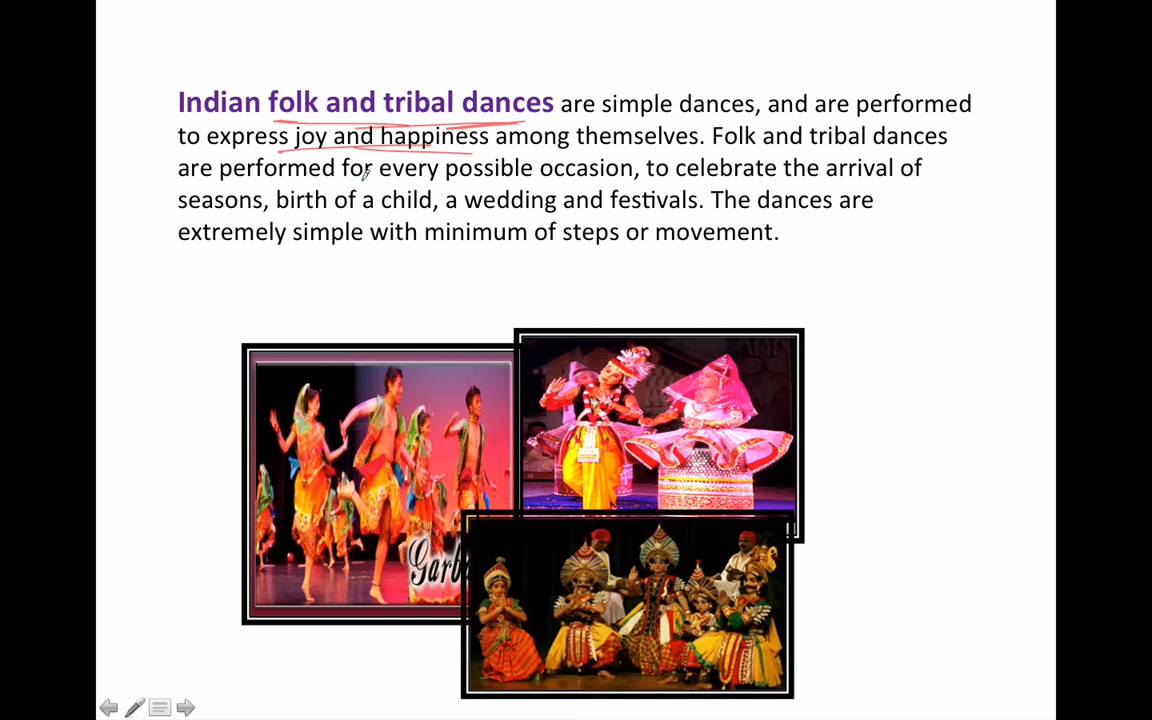 Indian folk and tribal dances are simple dances, and are performed
to express joy and happiness among themselves. Folk and tribal dances
are performed for every possible occasion, to celebrate the arrival of
seasons, birth of a child, a wedding and festivals. The dances are
extremely simple with minimum of steps or movement.